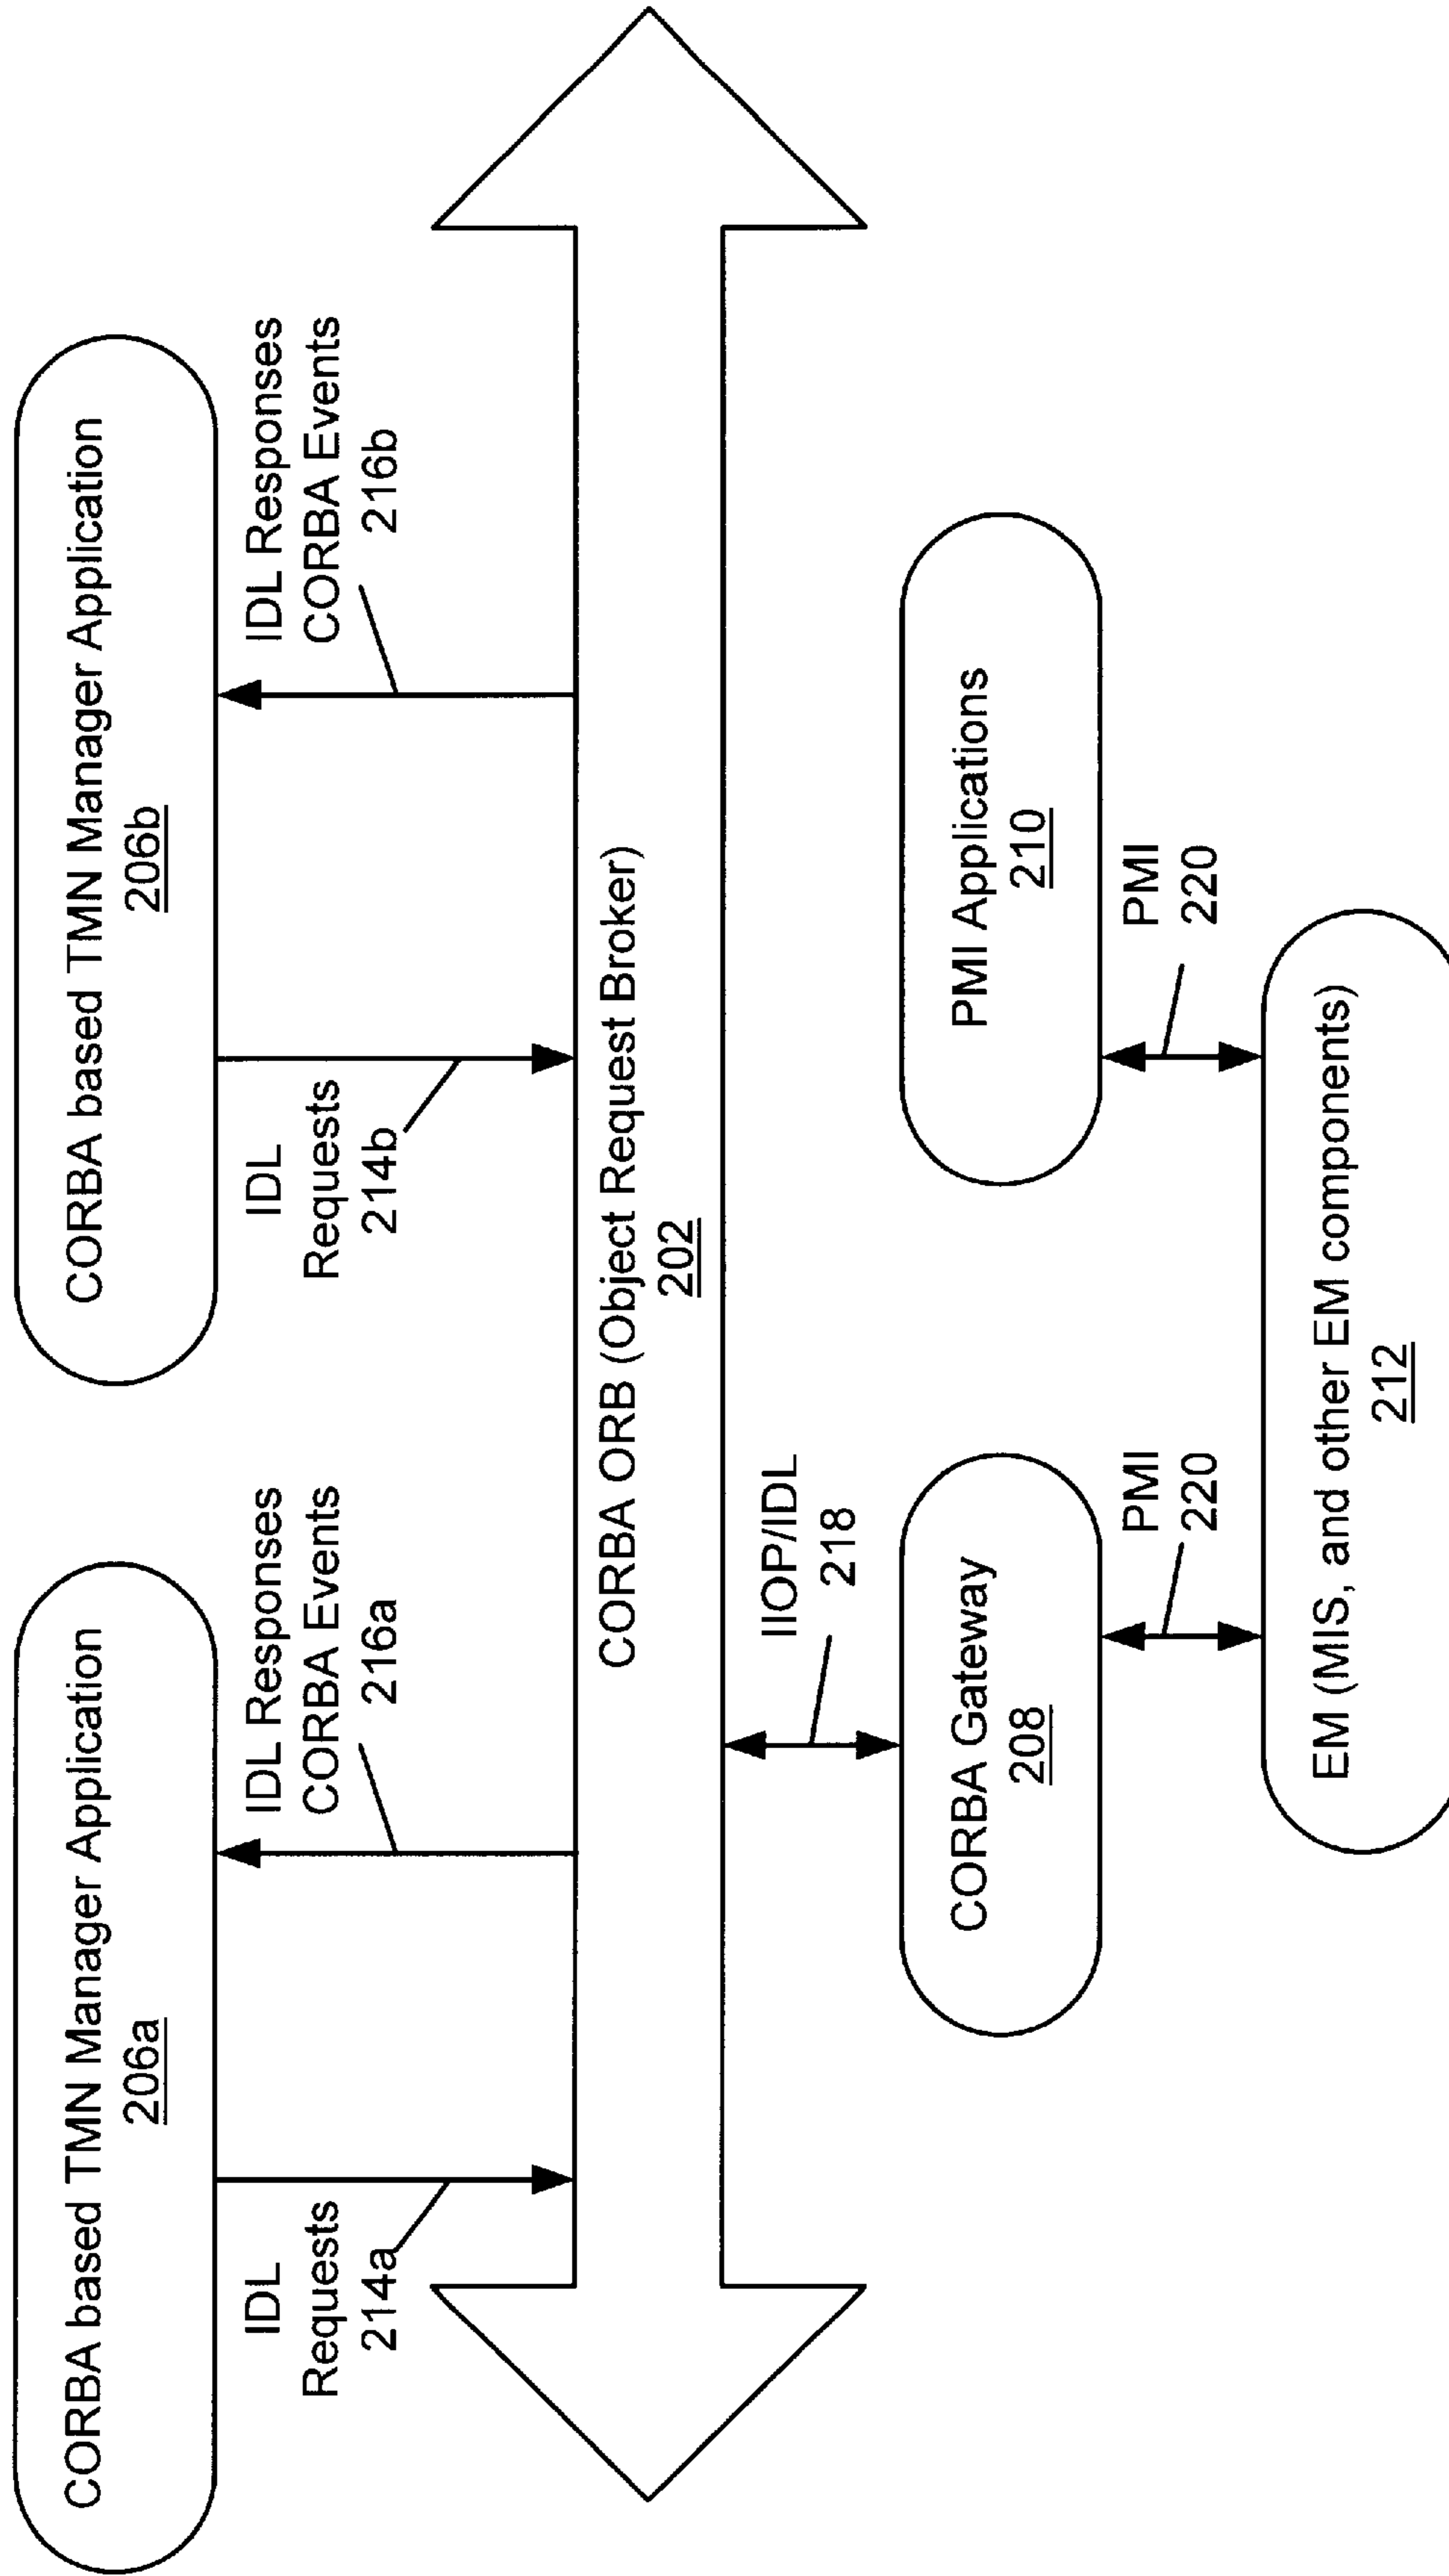 CORBA based TMN Manager Application
206a
CORBA based TMN Manager Application
206b
IDL
Requests
214a
IDL Responses
CORBA Events
216a
IDL
Requests
214b
IDL Responses
CORBA Events
216b
CORBA ORB (Object Request Broker)
202
IIOP/IDL
218
CORBA Gateway
208
PMI Applications
210
PMI
220
PMI
220
EM (MIS, and other EM components)
212